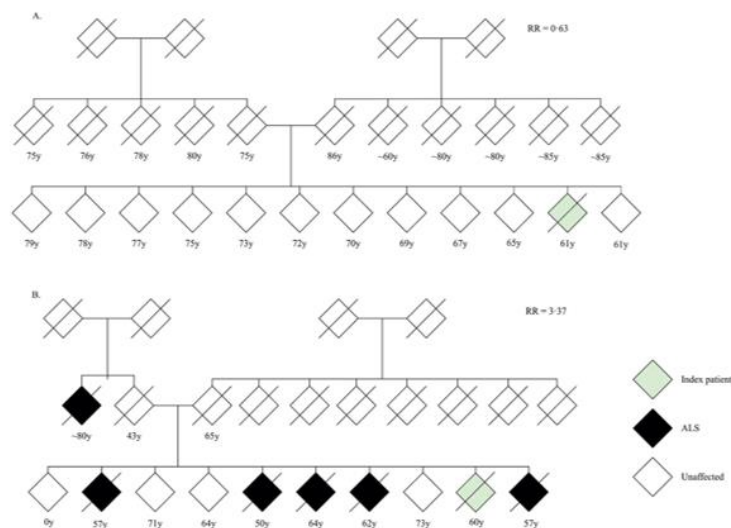 A.
RR = 0·63
75y 76y 78y 80y 75y 86y ~60y ~80y ~80y ~85y ~85y
79y 78y 77y 75y 73y 72y 70y 69y 67y 65y 61y 61y
B.
RR = 3·37
Index patient
~80y 43y 65y
ALS
Unaffected
0y 57y 71y 64y 50y 64y 62y 73y 60y 57y